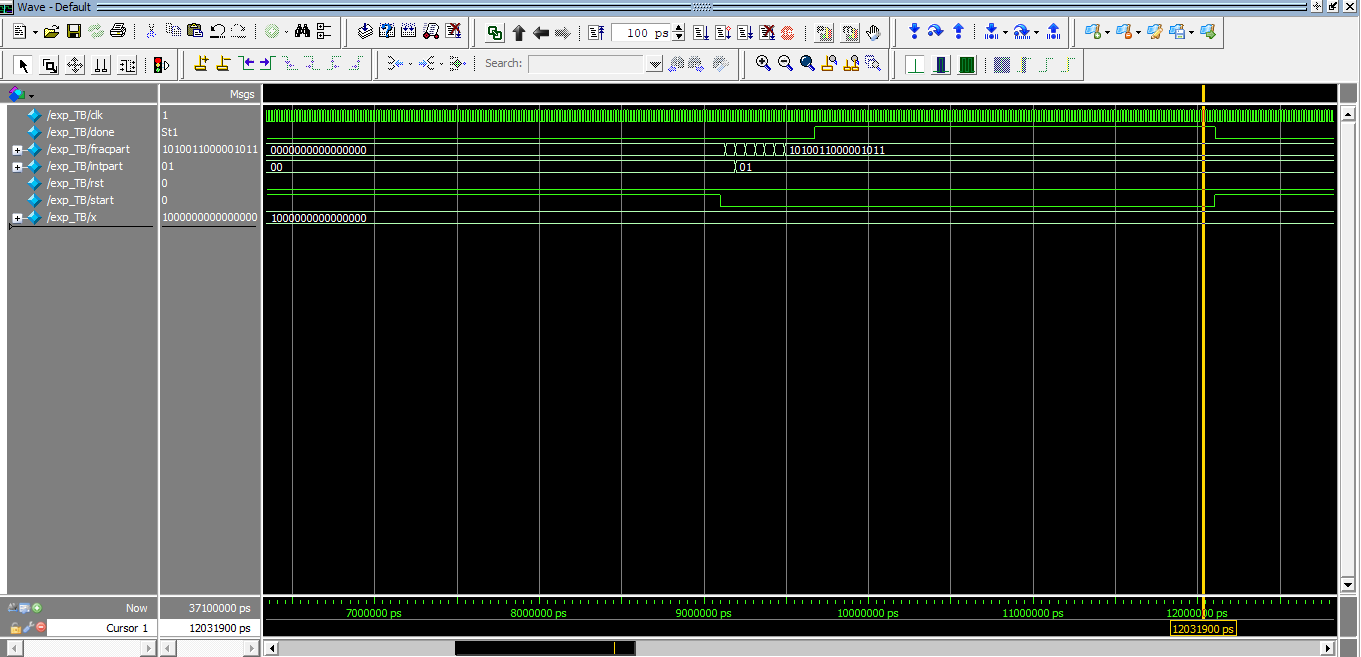 Wave - Default
100 ps
Search:
Msgs
/exp_TB/clk 1
/exp_TB/done St1
/exp_TB/fracpart 1010011000001011 0000000000000000 1010011000001011
/exp_TB/intpart 01 00 01
/exp_TB/rst 0
/exp_TB/start 0
/exp_TB/x 1000000000000000 1000000000000000
Now 37100000 ps 7000000 ps 8000000 ps 9000000 ps 10000000 ps 11000000 ps 12000000 ps
Cursor 1 12031900 ps 12031900 ps